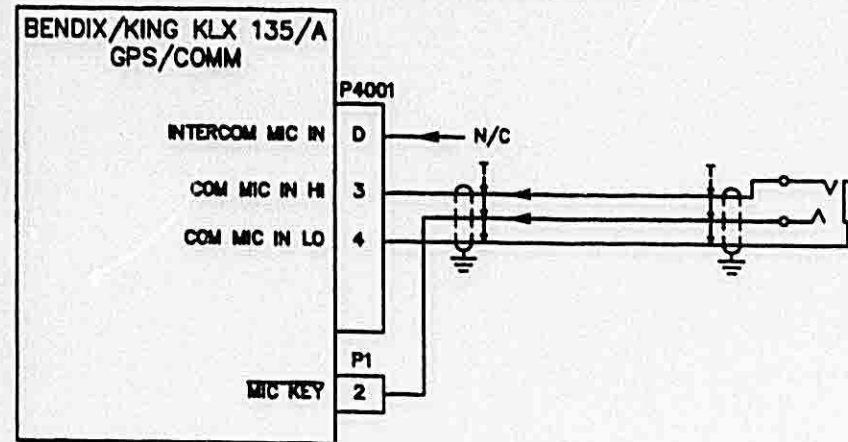 BENDIX/KING KLX 135/A
GPS/COMM
P4001
INTERCOM MIC IN D N/C
COM MIC IN HI 3
COM MIC IN LO 4
P1
MIC KEY 2